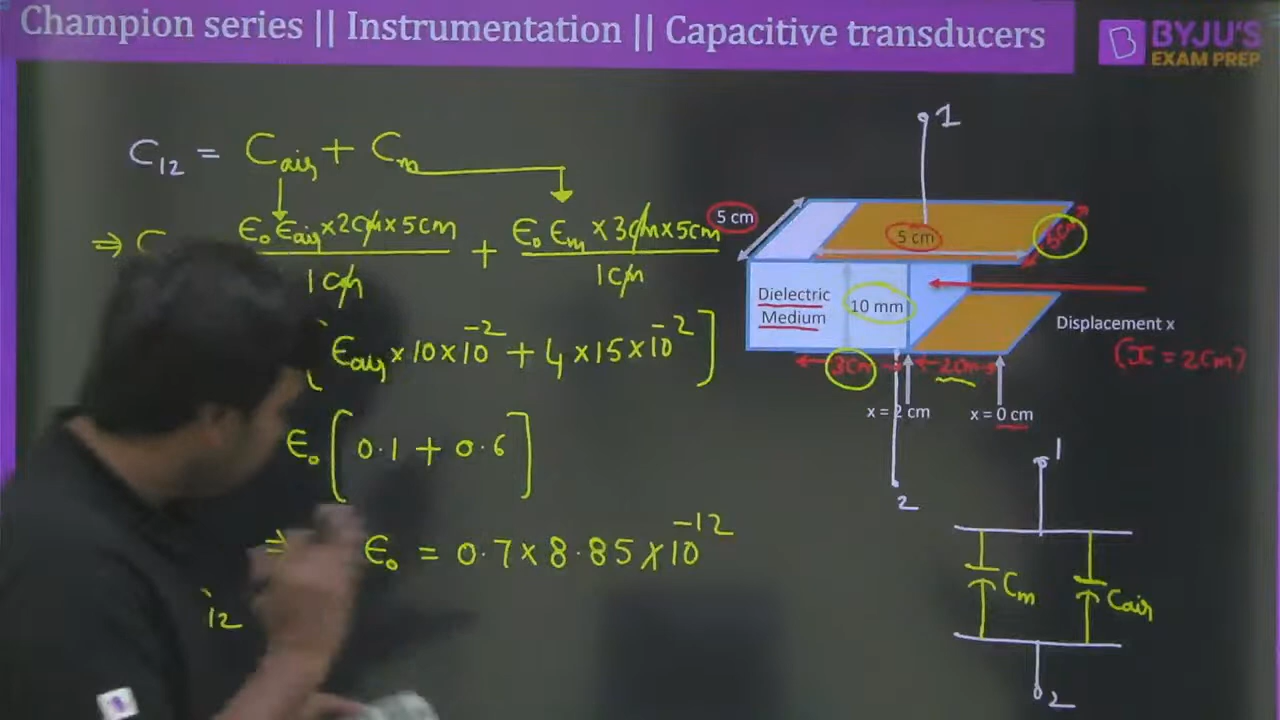 Champion series || Instrumentation || Capacitive transducers
BYJU'S
EXAM PREP
C12 = Cair + Cm
⇒ C
ϵ0 ϵair × 2cm × 5cm / 1cm + ϵ0 ϵm × 3cm × 5cm / 1cm
ϵair × 10 × 10^-2 + 4 × 15 × 10^-2 ]
ϵ0 [ 0.1 + 0.6 ]
⇒ ϵ0 = 0.7 × 8.85 × 10^-12
12
1
5 cm
5 cm
5cm
Dielectric
Medium
10 mm
Displacement x
(x = 2cm)
3cm
2cm
x = 2 cm
x = 0 cm
2
1
Cm
Cair
2